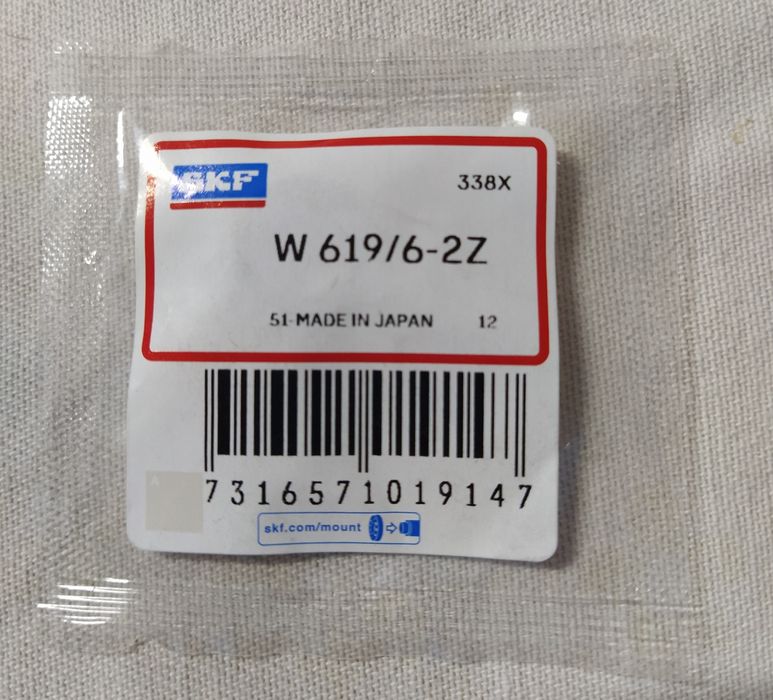 SKF
338X
W 619/6-2Z
51-MADE IN JAPAN 12
7316571019147
skf.com/mount